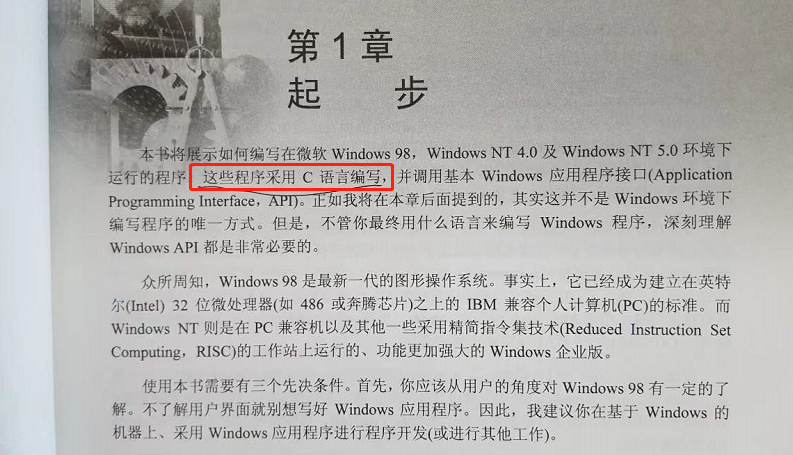 第 1 章
起 步
本书将展示如何编写在微软 Windows 98，Windows NT 4.0 及 Windows NT 5.0 环境下
运行的程序 这些程序采用 C 语言编写，并调用基本 Windows 应用程序接口(Application
Programming Interface，API)。正如我将在本章后面提到的，其实这并不是 Windows 环境下
编写程序的唯一方式。但是，不管你最终用什么语言来编写 Windows 程序，深刻理解
Windows API 都是非常必要的。
众所周知，Windows 98 是最新一代的图形操作系统。事实上，它已经成为建立在英特
尔(Intel) 32 位微处理器(如 486 或奔腾芯片)之上的 IBM 兼容个人计算机(PC)的标准。而
Windows NT 则是在 PC 兼容机以及其他一些采用精简指令集技术(Reduced Instruction Set
Computing，RISC)的工作站上运行的、功能更加强大的 Windows 企业版。
使用本书需要有三个先决条件。首先，你应该从用户的角度对 Windows 98 有一定的了
解。不了解用户界面就别想写好 Windows 应用程序。因此，我建议你在基于 Windows 的
机器上、采用 Windows 应用程序进行程序开发(或进行其他工作)。